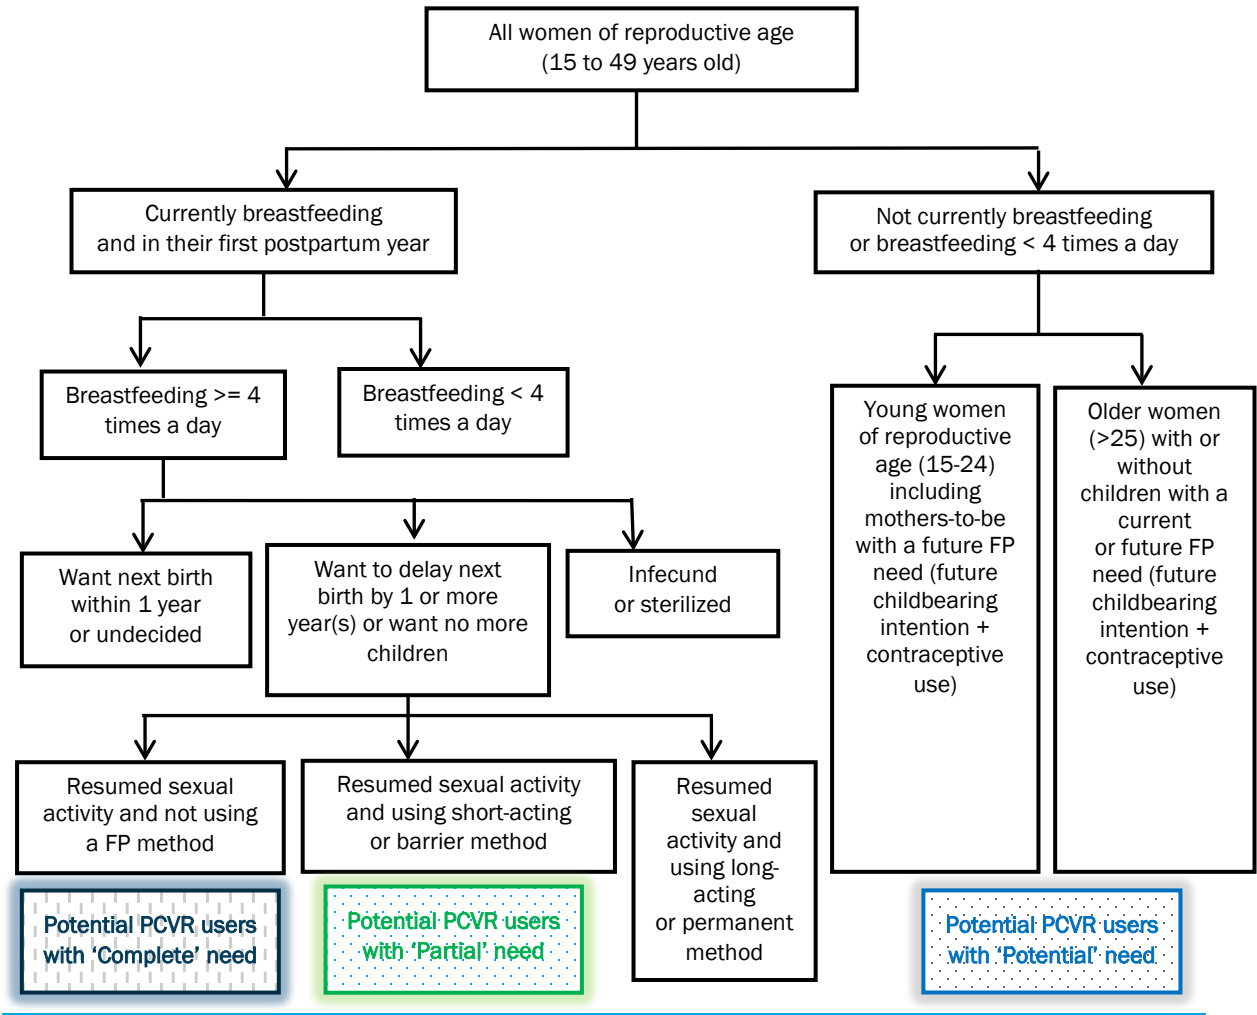 All women of reproductive age
(15 to 49 years old)
Currently breastfeeding
and in their first postpartum year
Not currently breastfeeding
or breastfeeding < 4 times a day
Breastfeeding >= 4
times a day
Breastfeeding < 4
times a day
Young women
of reproductive
age (15-24)
including
mothers-to-be
with a future FP
need (future
childbearing
intention +
contraceptive
use)
Older women
(>25) with or
without
children with a
current
or future FP
need (future
childbearing
intention +
contraceptive
use)
Want next birth
within 1 year
or undecided
Want to delay next
birth by 1 or more
year(s) or want no more
children
Infecund
or sterilized
Resumed sexual
activity and not using
a FP method
Resumed sexual activity
and using short-acting
or barrier method
Resumed
sexual
activity and
using long-
acting
or permanent
method
Potential PCVR users
with ‘Complete’ need
Potential PCVR users
with ‘Partial’ need
Potential PCVR users
with ‘Potential’ need